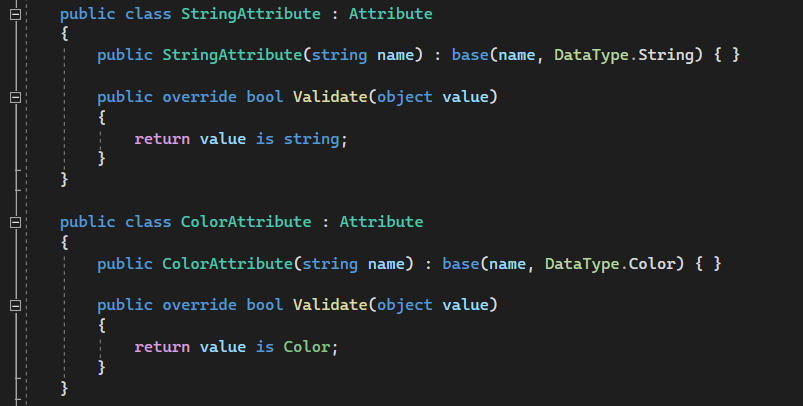 public class StringAttribute : Attribute
{
    public StringAttribute(string name) : base(name, DataType.String) { }

    public override bool Validate(object value)
    {
        return value is string;
    }
}

public class ColorAttribute : Attribute
{
    public ColorAttribute(string name) : base(name, DataType.Color) { }

    public override bool Validate(object value)
    {
        return value is Color;
    }
}